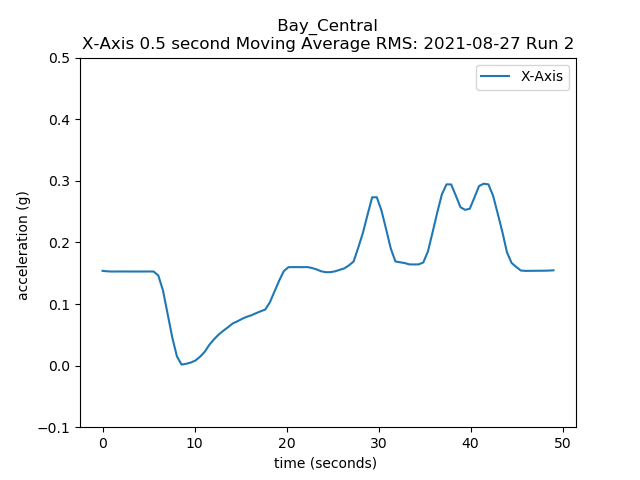 Bay_Central
X-Axis 0.5 second Moving Average RMS: 2021-08-27 Run 2
X-Axis
0.5
0.4
0.3
0.2
0.1
0.0
−0.1
acceleration (g)
0 10 20 30 40 50
time (seconds)